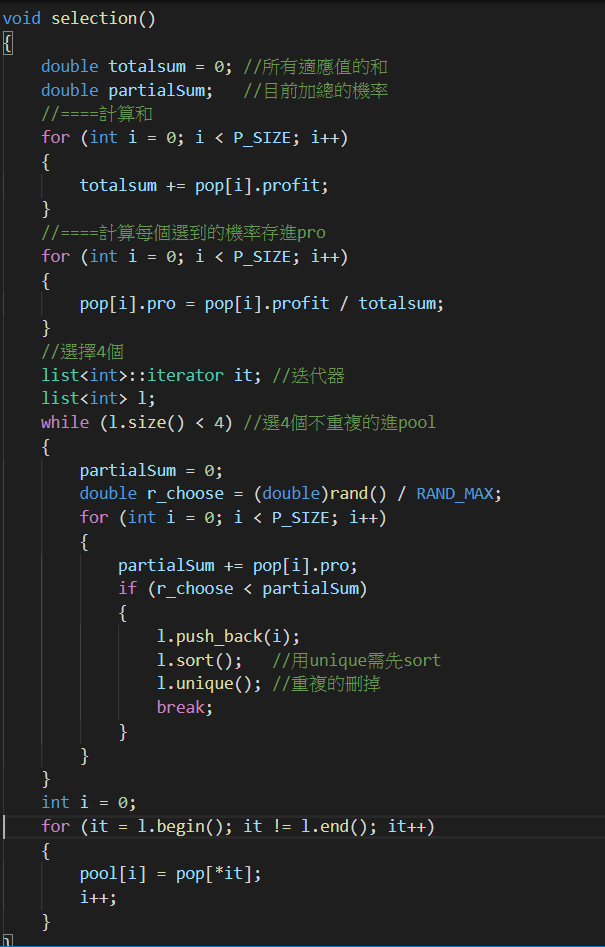 void selection()
{
    double totalsum = 0; //所有適應值的和
    double partialSum;   //目前加總的機率
    //====計算和
    for (int i = 0; i < P_SIZE; i++)
    {
        totalsum += pop[i].profit;
    }
    //====計算每個選到的機率存進pro
    for (int i = 0; i < P_SIZE; i++)
    {
        pop[i].pro = pop[i].profit / totalsum;
    }
    //選擇4個
    list<int>::iterator it; //迭代器
    list<int> l;
    while (l.size() < 4) //選4個不重複的進pool
    {
        partialSum = 0;
        double r_choose = (double)rand() / RAND_MAX;
        for (int i = 0; i < P_SIZE; i++)
        {
            partialSum += pop[i].pro;
            if (r_choose < partialSum)
            {
                l.push_back(i);
                l.sort();   //用unique需先sort
                l.unique(); //重複的刪掉
                break;
            }
        }
    }
    int i = 0;
    for (it = l.begin(); it != l.end(); it++)
    {
        pool[i] = pop[*it];
        i++;
    }
}